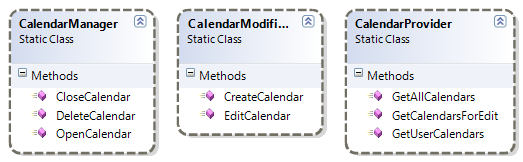 CalendarManager
Static Class
Methods
CloseCalendar
DeleteCalendar
OpenCalendar
CalendarModifi...
Static Class
Methods
CreateCalendar
EditCalendar
CalendarProvider
Static Class
Methods
GetAllCalendars
GetCalendarsForEdit
GetUserCalendars